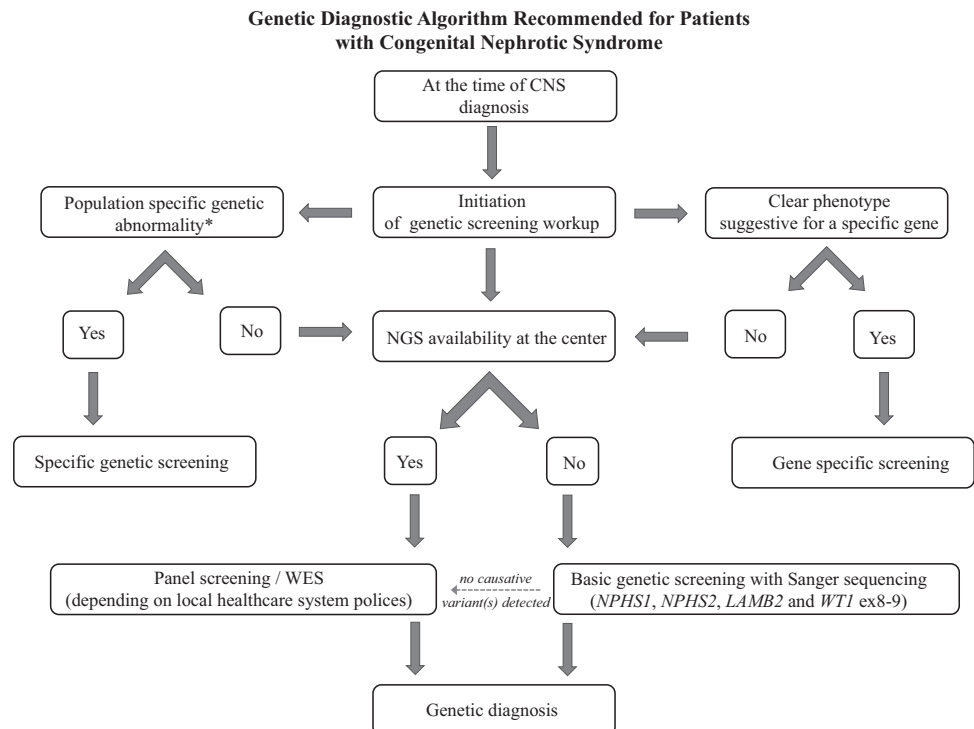 Genetic Diagnostic Algorithm Recommended for Patients
with Congenital Nephrotic Syndrome
At the time of CNS
diagnosis
Population specific genetic
abnormality*
Initiation
of genetic screening workup
Clear phenotype
suggestive for a specific gene
Yes
No
NGS availability at the center
No
Yes
Specific genetic screening
Yes
No
Gene specific screening
Panel screening / WES
(depending on local healthcare system polices)
no causative
variant(s) detected
Basic genetic screening with Sanger sequencing
(NPHS1, NPHS2, LAMB2 and WT1 ex8-9)
Genetic diagnosis